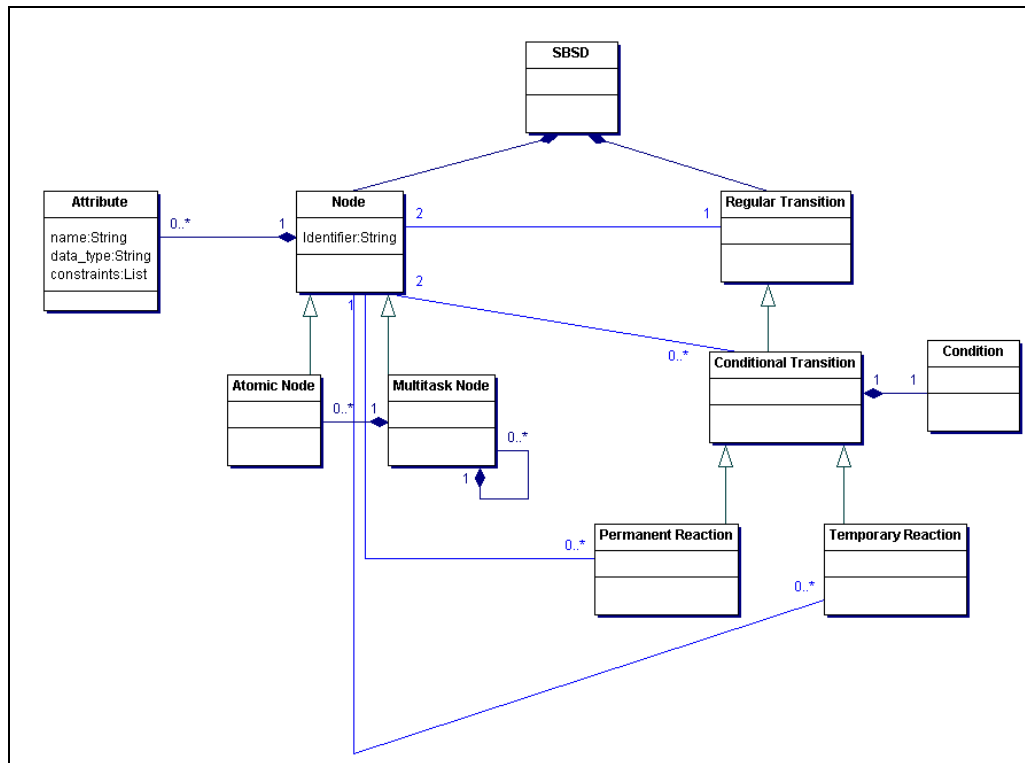 SBSD
Attribute
name:String
data_type:String
constraints:List
0..*
1
Node
Identifier:String
2
1
Regular Transition
1
2
0..*
Atomic Node
0..*
1
Multitask Node
0..*
1
Conditional Transition
1
1
Condition
Permanent Reaction
0..*
Temporary Reaction
0..*